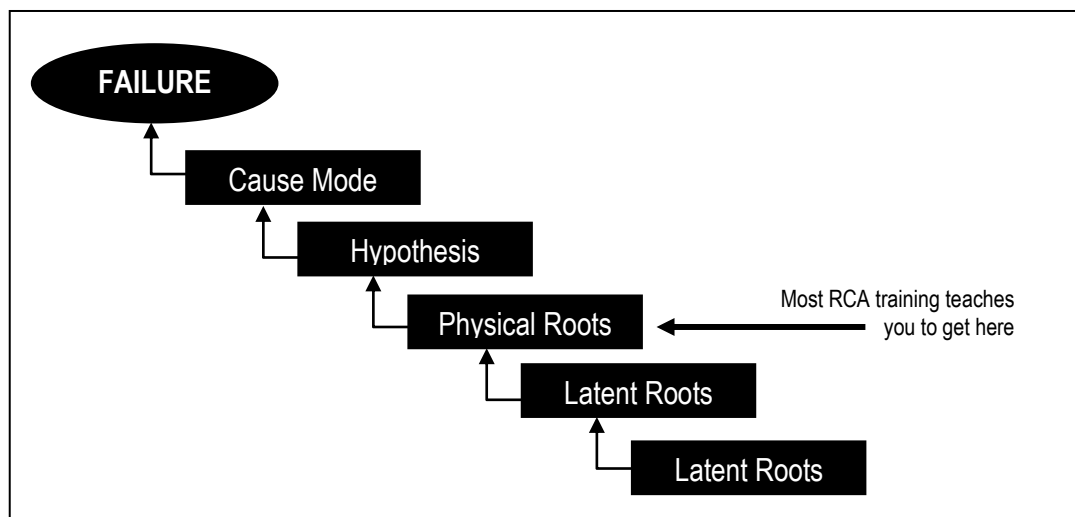 FAILURE
Cause Mode
Hypothesis
Physical Roots
Most RCA training teaches
you to get here
Latent Roots
Latent Roots